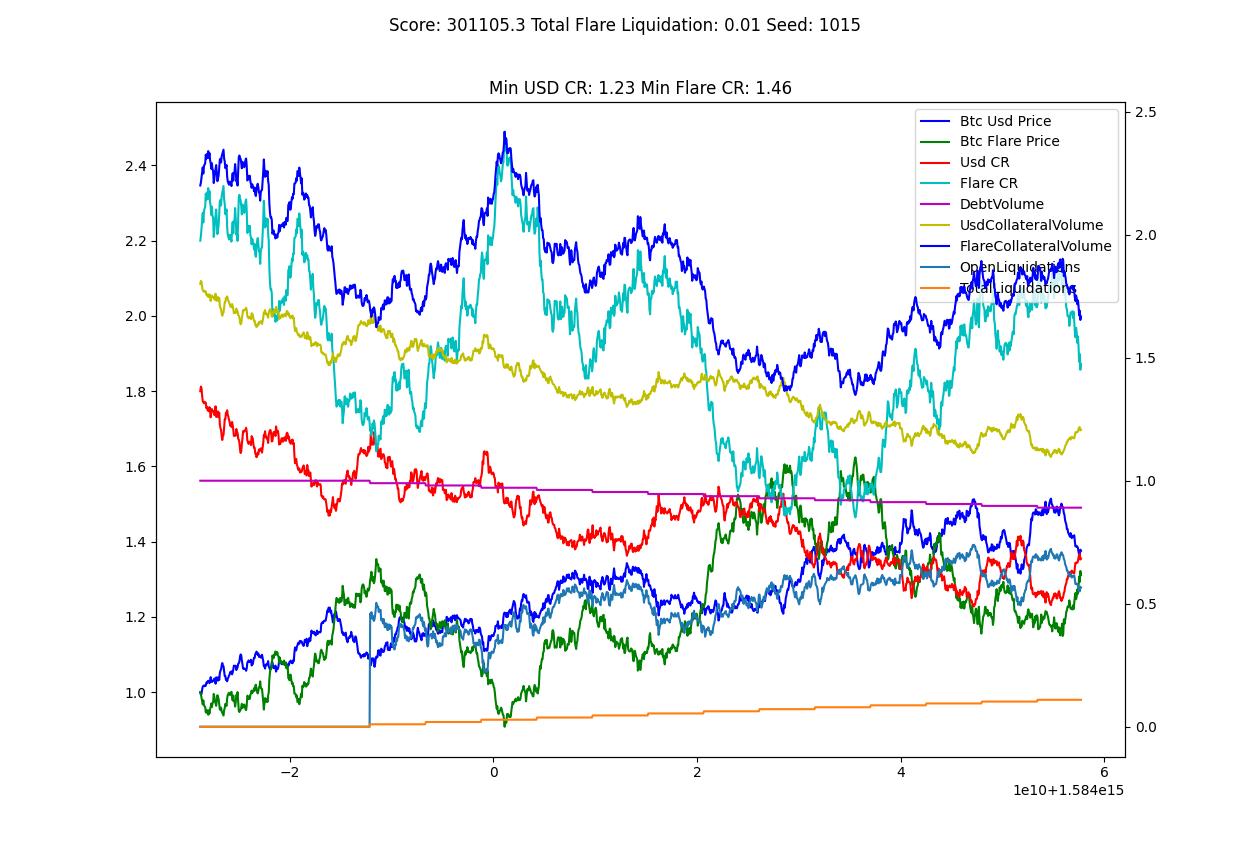 Score: 301105.3 Total Flare Liquidation: 0.01 Seed: 1015
Min USD CR: 1.23 Min Flare CR: 1.46
Btc Usd Price
Btc Flare Price
Usd CR
Flare CR
DebtVolume
UsdCollateralVolume
FlareCollateralVolume
OpenLiquidations
TotalLiquidations
2.4
2.2
2.0
1.8
1.6
1.4
1.2
1.0
2.5
2.0
1.5
1.0
0.5
0.0
−2
0
2
4
6
1e10+1.584e15